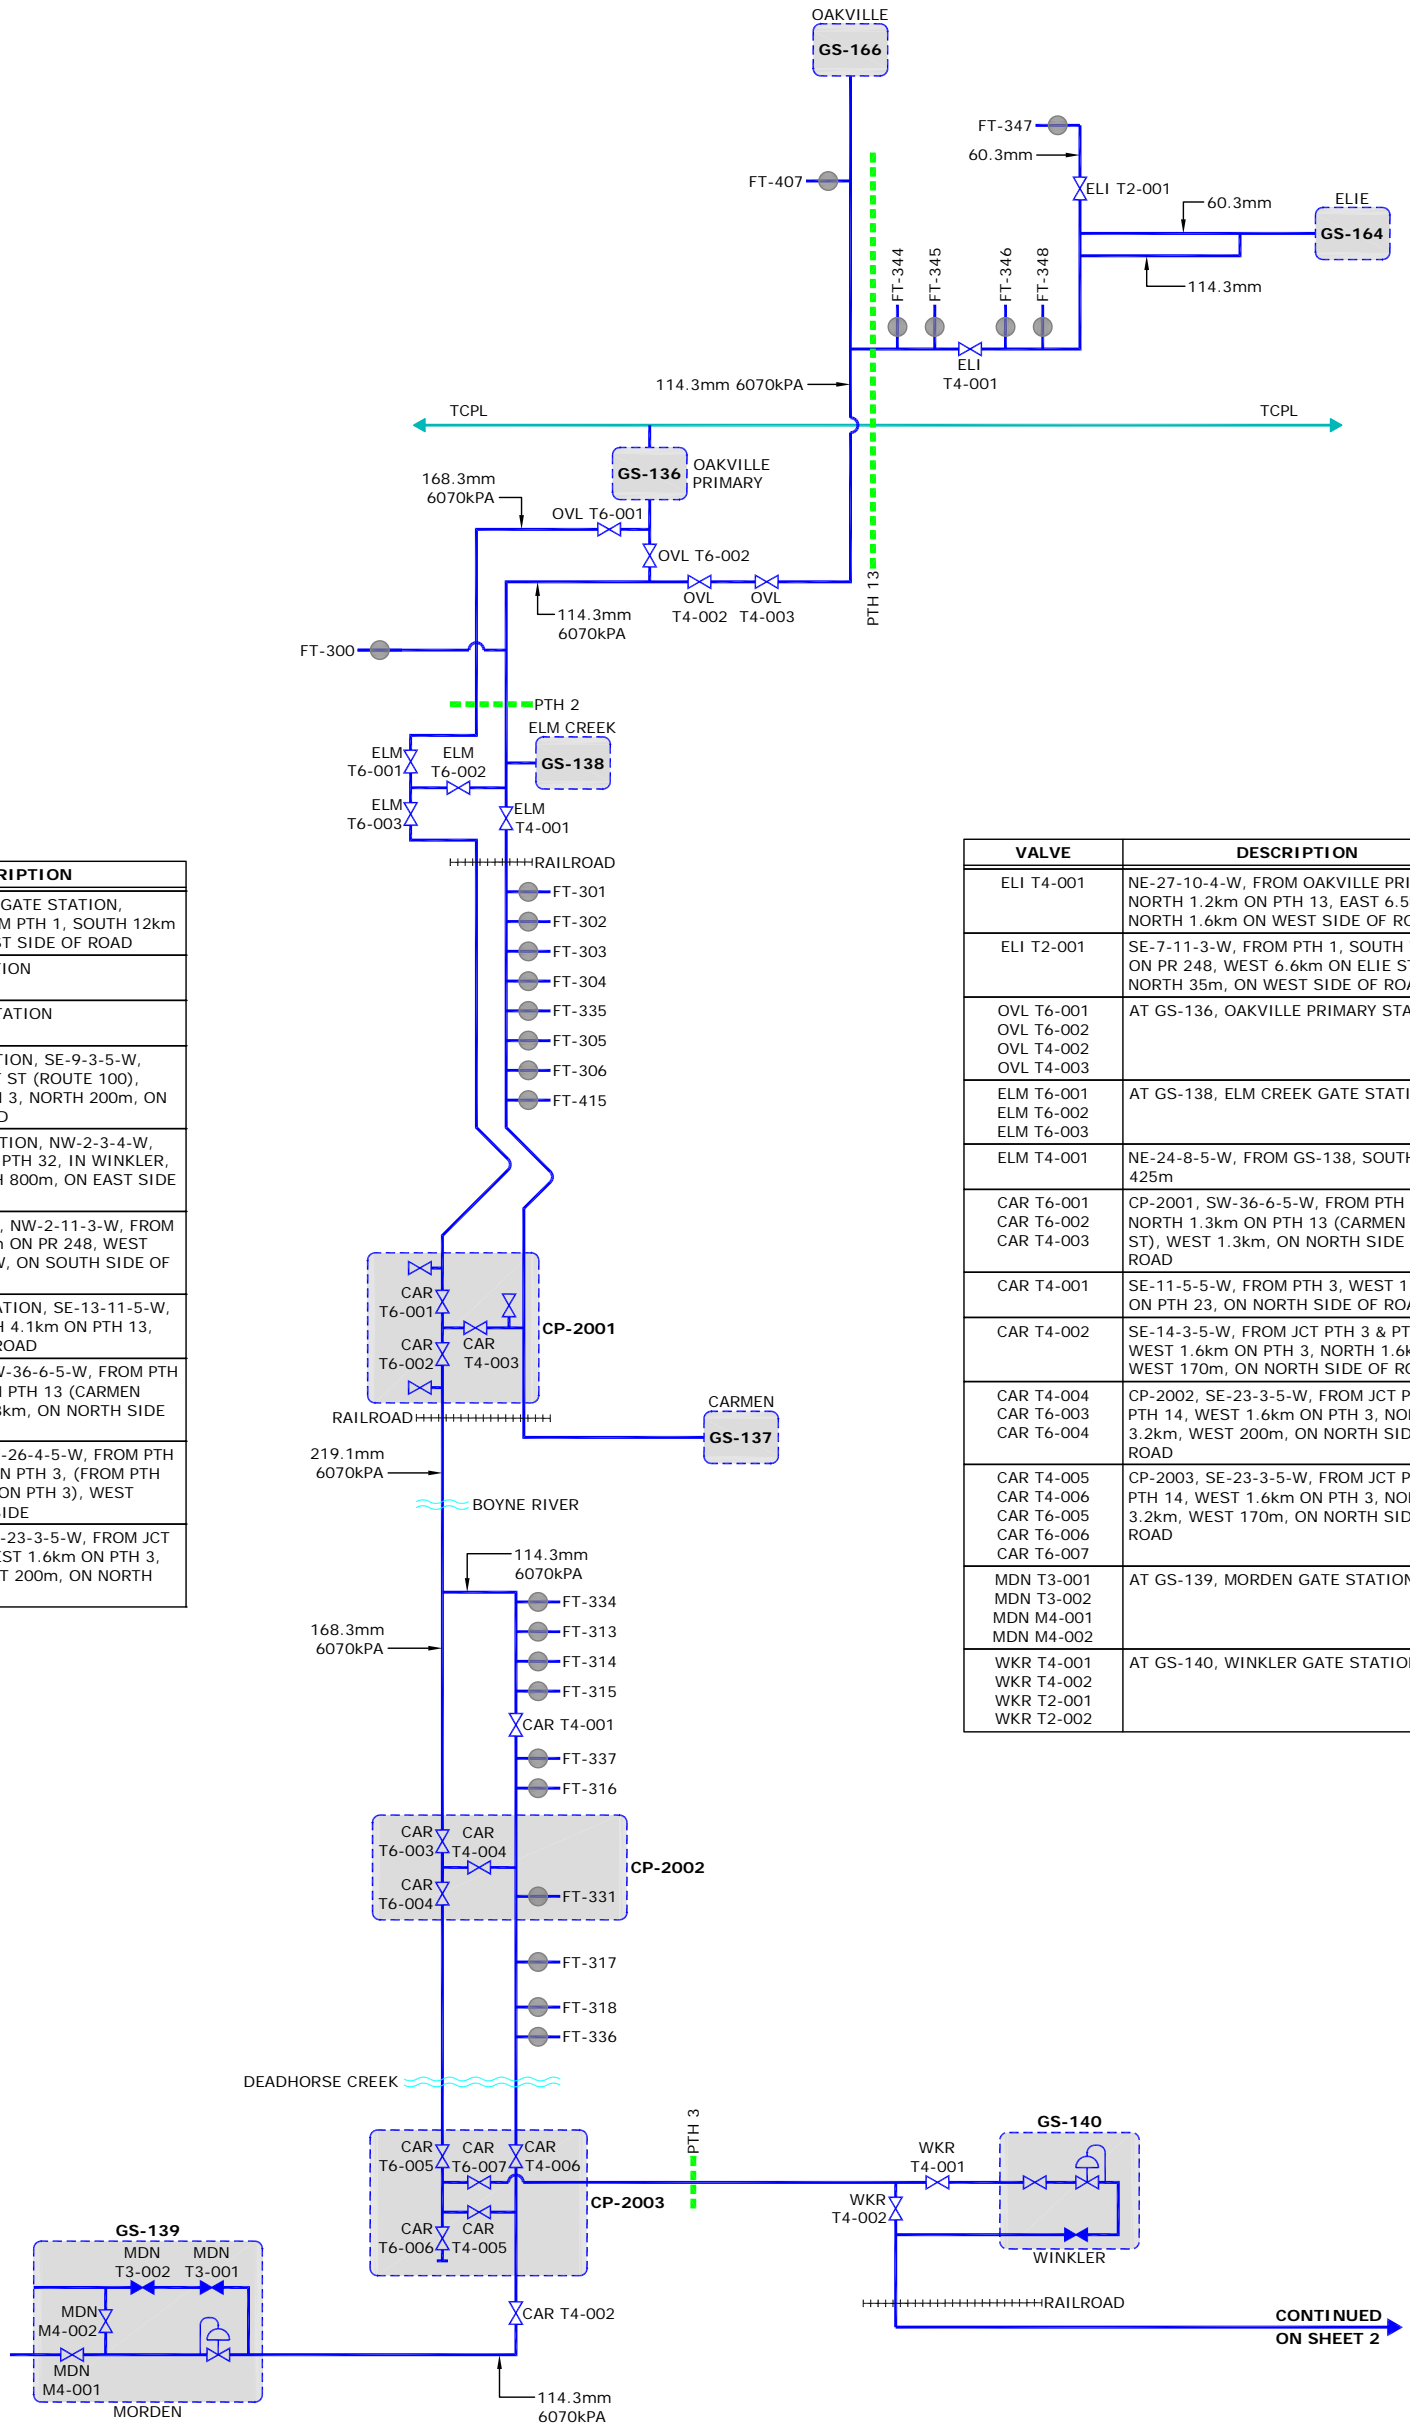 OAKVILLE
GS-166
FT-347
60.3mm
FT-407
ELI T2-001
60.3mm
ELIE
GS-164
FT-344
FT-345
FT-346
FT-348
114.3mm
ELI
T4-001
114.3mm 6070kPA
TCPL
TCPL
GS-136
OAKVILLE
PRIMARY
168.3mm
6070kPA
OVL T6-001
OVL T6-002
OVL
T4-002
OVL
T4-003
PTH 13
114.3mm
6070kPA
FT-300
PTH 2
ELM CREEK
GS-138
ELM
T6-001
ELM
T6-002
ELM
T6-003
ELM
T4-001
RAILROAD
FT-301
FT-302
FT-303
FT-304
FT-335
FT-305
FT-306
FT-415
RIPTION
GATE STATION,
M PTH 1, SOUTH 12km
ST SIDE OF ROAD
TION
TATION
TION, SE-9-3-5-W,
T ST (ROUTE 100),
H 3, NORTH 200m, ON
D
TION, NW-2-3-4-W,
PTH 32, IN WINKLER,
H 800m, ON EAST SIDE
, NW-2-11-3-W, FROM
m ON PR 248, WEST
W, ON SOUTH SIDE OF
ATION, SE-13-11-5-W,
H 4.1km ON PTH 13,
ROAD
W-36-6-5-W, FROM PTH
N PTH 13 (CARMEN
3km, ON NORTH SIDE
-26-4-5-W, FROM PTH
N PTH 3, (FROM PTH
ON PTH 3), WEST
SIDE
-23-3-5-W, FROM JCT
EST 1.6km ON PTH 3,
T 200m, ON NORTH
VALVE
DESCRIPTION
ELI T4-001
NE-27-10-4-W, FROM OAKVILLE PRI
NORTH 1.2km ON PTH 13, EAST 6.5
NORTH 1.6km ON WEST SIDE OF RO
ELI T2-001
SE-7-11-3-W, FROM PTH 1, SOUTH
ON PR 248, WEST 6.6km ON ELIE ST
NORTH 35m, ON WEST SIDE OF ROA
OVL T6-001
OVL T6-002
OVL T4-002
OVL T4-003
AT GS-136, OAKVILLE PRIMARY STA
ELM T6-001
ELM T6-002
ELM T6-003
AT GS-138, ELM CREEK GATE STATI
ELM T4-001
NE-24-8-5-W, FROM GS-138, SOUTH
425m
CAR T6-001
CAR T6-002
CAR T4-003
CP-2001, SW-36-6-5-W, FROM PTH
NORTH 1.3km ON PTH 13 (CARMEN
ST), WEST 1.3km, ON NORTH SIDE
ROAD
CAR T4-001
SE-11-5-5-W, FROM PTH 3, WEST 1
ON PTH 23, ON NORTH SIDE OF ROA
CAR T4-002
SE-14-3-5-W, FROM JCT PTH 3 & PT
WEST 1.6km ON PTH 3, NORTH 1.6k
WEST 170m, ON NORTH SIDE OF RO
CAR T4-004
CAR T6-003
CAR T6-004
CP-2002, SE-23-3-5-W, FROM JCT P
PTH 14, WEST 1.6km ON PTH 3, NO
3.2km, WEST 200m, ON NORTH SID
ROAD
CAR T4-005
CAR T4-006
CAR T6-005
CAR T6-006
CAR T6-007
CP-2003, SE-23-3-5-W, FROM JCT P
PTH 14, WEST 1.6km ON PTH 3, NO
3.2km, WEST 170m, ON NORTH SID
ROAD
MDN T3-001
MDN T3-002
MDN M4-001
MDN M4-002
AT GS-139, MORDEN GATE STATION
WKR T4-001
WKR T4-002
WKR T2-001
WKR T2-002
AT GS-140, WINKLER GATE STATIO
CAR
T6-001
CAR
T6-002
CAR
T4-003
CP-2001
RAILROAD
CARMEN
GS-137
219.1mm
6070kPA
BOYNE RIVER
114.3mm
6070kPA
168.3mm
6070kPA
FT-334
FT-313
FT-314
FT-315
CAR T4-001
FT-337
FT-316
CAR
T6-003
CAR
T4-004
CAR
T6-004
CP-2002
FT-331
FT-317
FT-318
FT-336
DEADHORSE CREEK
CAR
T6-005
CAR
T6-007
CAR
T4-006
CAR
T6-006
CAR
T4-005
CP-2003
PTH 3
WKR
T4-001
WKR
T4-002
GS-140
WINKLER
RAILROAD
CONTINUED
ON SHEET 2
GS-139
MDN
T3-002
MDN
T3-001
MDN
M4-002
MDN
M4-001
MORDEN
CAR T4-002
114.3mm
6070kPA